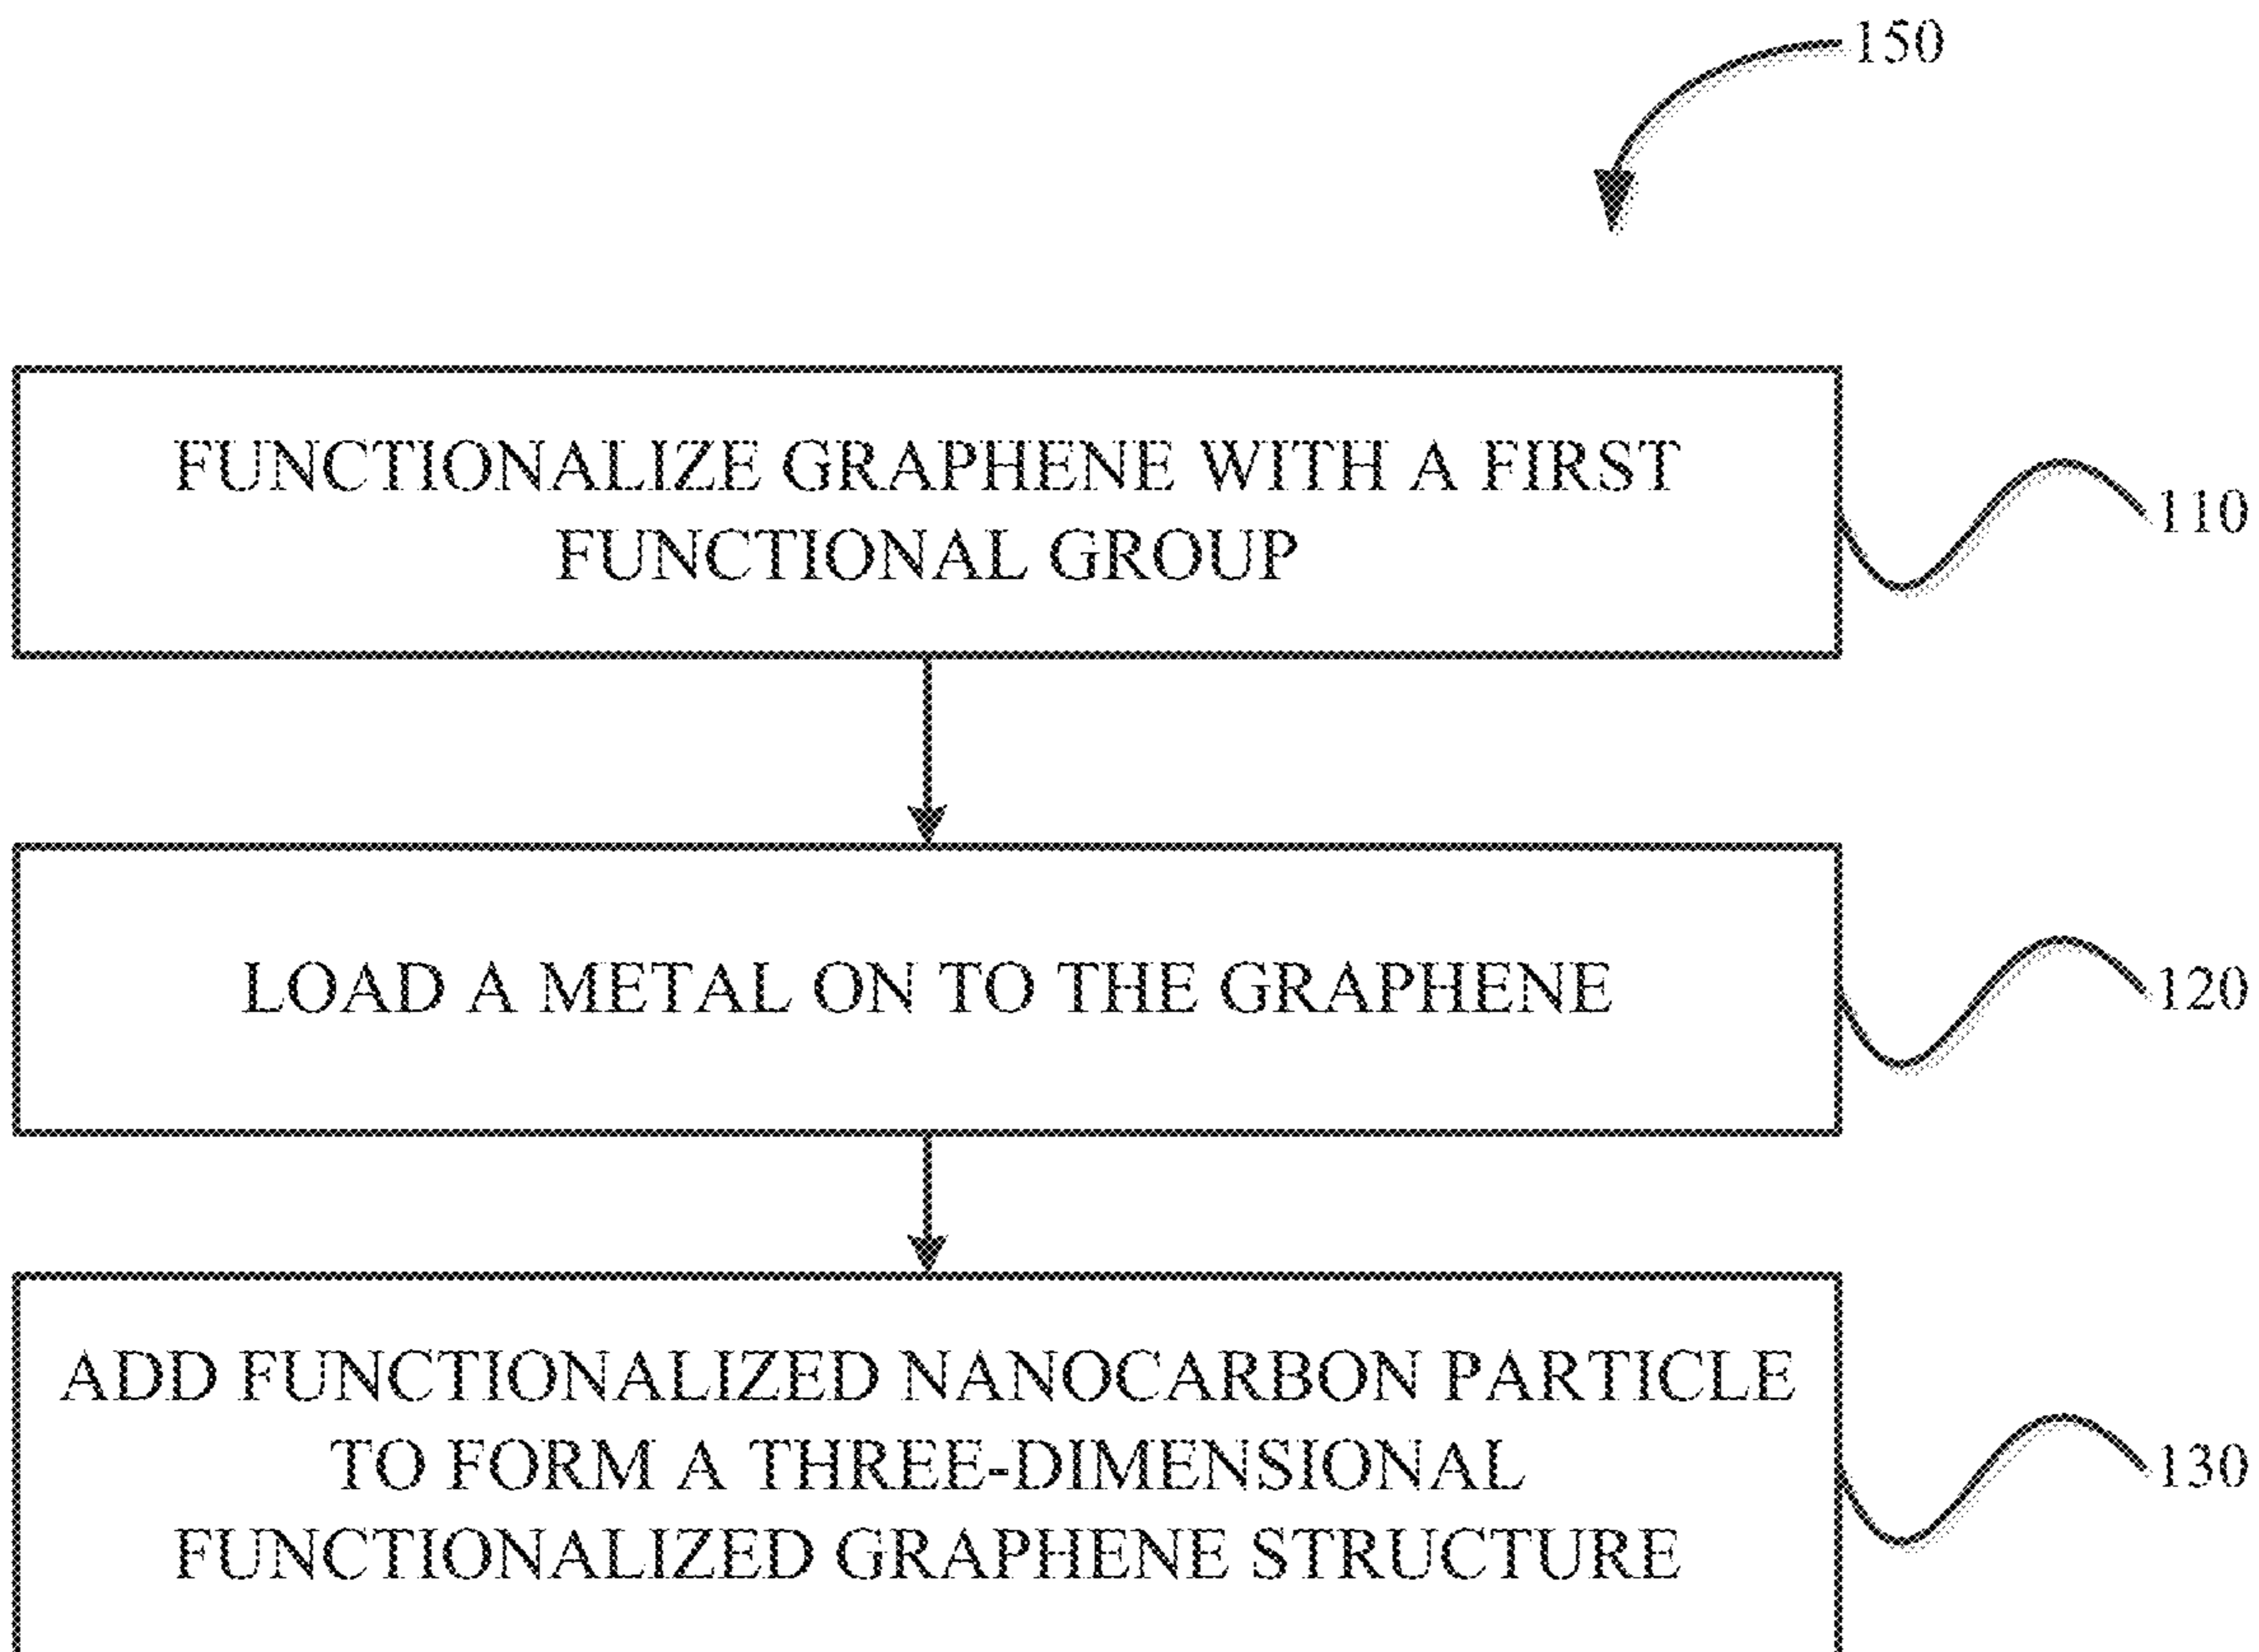 150
FUNCTIONALIZE GRAPHENE WITH A FIRST
FUNCTIONAL GROUP
110
LOAD A METAL ON TO THE GRAPHENE
120
ADD FUNCTIONALIZED NANOCARBON PARTICLE
TO FORM A THREE-DIMENSIONAL
FUNCTIONALIZED GRAPHENE STRUCTURE
130